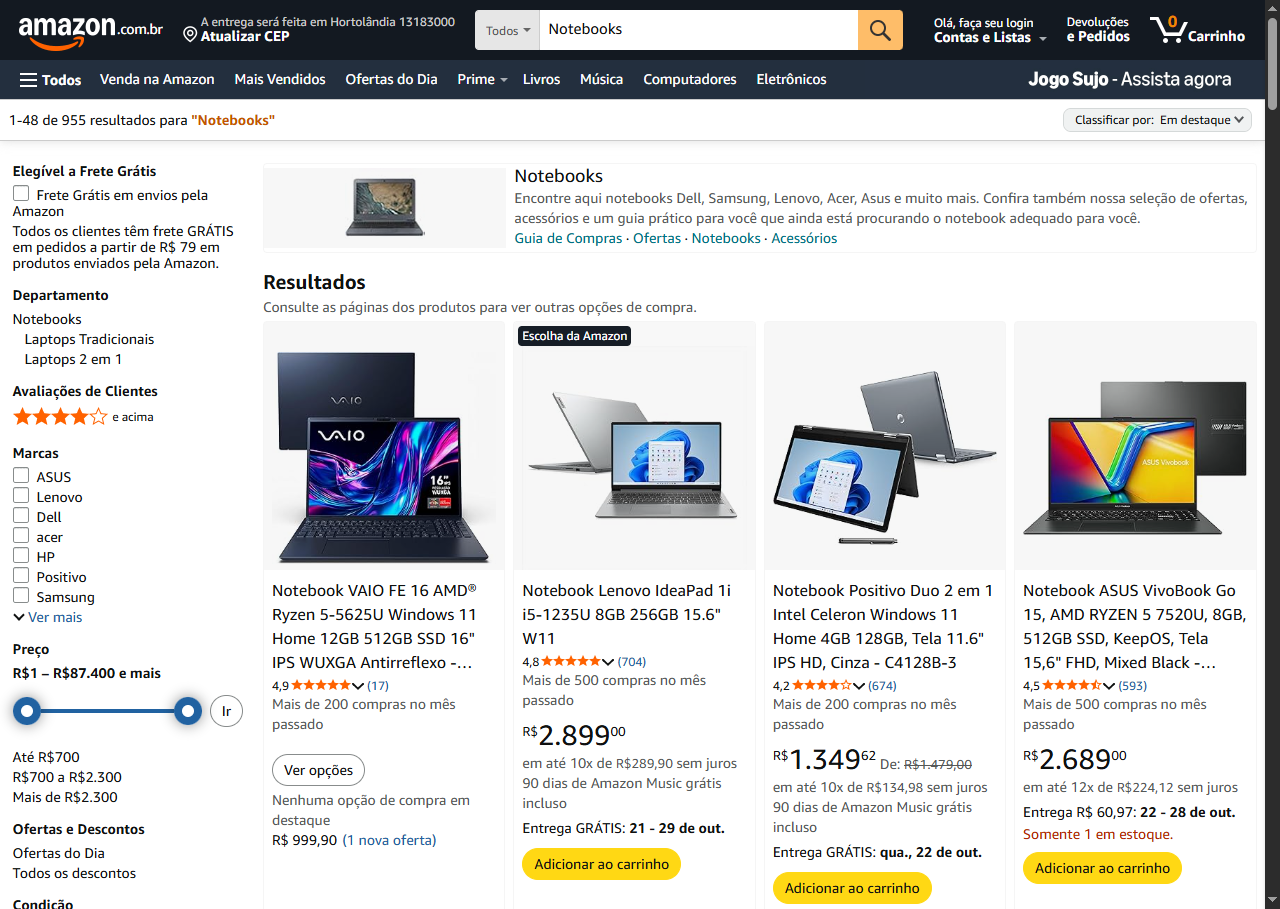 amazon.com.br
A entrega será feita em Hortolândia 13183000
Atualizar CEP
Todos
Notebooks
Olá, faça seu login
Contas e Listas
Devoluções
e Pedidos
0
Carrinho
Todos
Venda na Amazon
Mais Vendidos
Ofertas do Dia
Prime
Livros
Música
Computadores
Eletrônicos
Jogo Sujo - Assista agora
1-48 de 955 resultados para "Notebooks"
Classificar por: Em destaque
Elegível a Frete Grátis
Frete Grátis em envios pela
Amazon
Todos os clientes têm frete GRÁTIS
em pedidos a partir de R$ 79 em
produtos enviados pela Amazon.
Departamento
Notebooks
Laptops Tradicionais
Laptops 2 em 1
Avaliações de Clientes
e acima
Marcas
ASUS
Lenovo
Dell
acer
HP
Positivo
Samsung
Ver mais
Preço
R$1 – R$87.400 e mais
Ir
Até R$700
R$700 a R$2.300
Mais de R$2.300
Ofertas e Descontos
Ofertas do Dia
Todos os descontos
Condição
Notebooks
Encontre aqui notebooks Dell, Samsung, Lenovo, Acer, Asus e muito mais. Confira também nossa seleção de ofertas,
acessórios e um guia prático para você que ainda está procurando o notebook adequado para você.
Guia de Compras · Ofertas · Notebooks · Acessórios
Resultados
Consulte as páginas dos produtos para ver outras opções de compra.
VAIO
VAIO
16"
WUXGA
Notebook VAIO FE 16 AMD®
Ryzen 5-5625U Windows 11
Home 12GB 512GB SSD 16"
IPS WUXGA Antirreflexo -…
4,9 (17)
Mais de 200 compras no mês
passado
Ver opções
Nenhuma opção de compra em
destaque
R$ 999,90 (1 nova oferta)
Escolha da Amazon
Notebook Lenovo IdeaPad 1i
i5-1235U 8GB 256GB 15.6"
W11
4,8 (704)
Mais de 500 compras no mês
passado
R$2.89900
em até 10x de R$289,90 sem juros
90 dias de Amazon Music grátis
incluso
Entrega GRÁTIS: 21 - 29 de out.
Adicionar ao carrinho
Notebook Positivo Duo 2 em 1
Intel Celeron Windows 11
Home 4GB 128GB, Tela 11.6"
IPS HD, Cinza - C4128B-3
4,2 (674)
Mais de 200 compras no mês
passado
R$1.34962 De: R$1.479,00
em até 10x de R$134,98 sem juros
90 dias de Amazon Music grátis
incluso
Entrega GRÁTIS: qua., 22 de out.
Adicionar ao carrinho
ASUS Vivobook
Notebook ASUS VivoBook Go
15, AMD RYZEN 5 7520U, 8GB,
512GB SSD, KeepOS, Tela
15,6" FHD, Mixed Black -…
4,5 (593)
Mais de 500 compras no mês
passado
R$2.68900
em até 12x de R$224,12 sem juros
Entrega R$ 60,97: 22 - 28 de out.
Somente 1 em estoque.
Adicionar ao carrinho